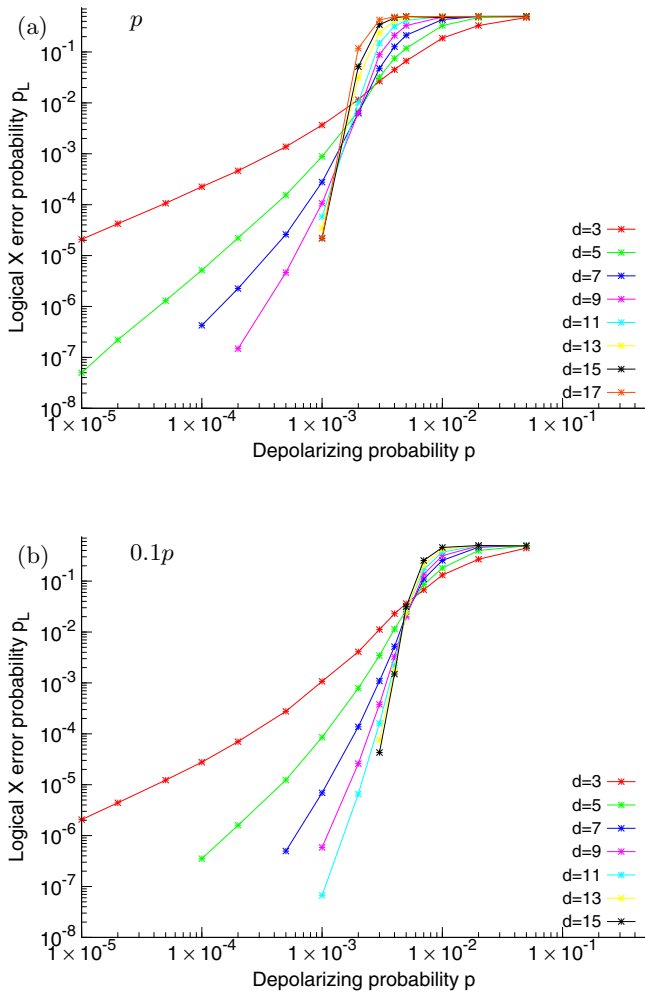 (a)
p
10^-1
10^-2
10^-3
10^-4
10^-5
10^-6
10^-7
10^-8
Logical X error probability p_L
d=3
d=5
d=7
d=9
d=11
d=13
d=15
d=17
1 × 10^-5
1 × 10^-4
1 × 10^-3
1 × 10^-2
1 × 10^-1
Depolarizing probability p
(b)
0.1p
10^-1
10^-2
10^-3
10^-4
10^-5
10^-6
10^-7
10^-8
Logical X error probability p_L
d=3
d=5
d=7
d=9
d=11
d=13
d=15
1 × 10^-5
1 × 10^-4
1 × 10^-3
1 × 10^-2
1 × 10^-1
Depolarizing probability p